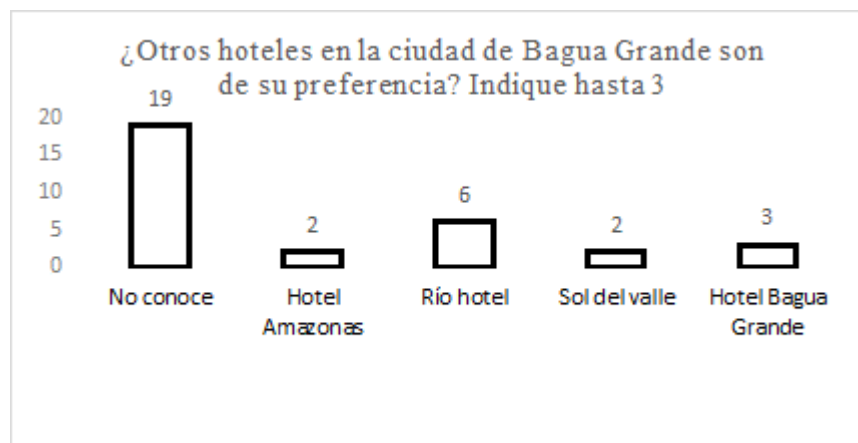 ¿Otros hoteles en la ciudad de Bagua Grande son
de su preferencia? Indique hasta 3
20
15
10
5
0
19
2
6
2
3
No conoce
Hotel
Amazonas
Río hotel
Sol del valle
Hotel Bagua
Grande